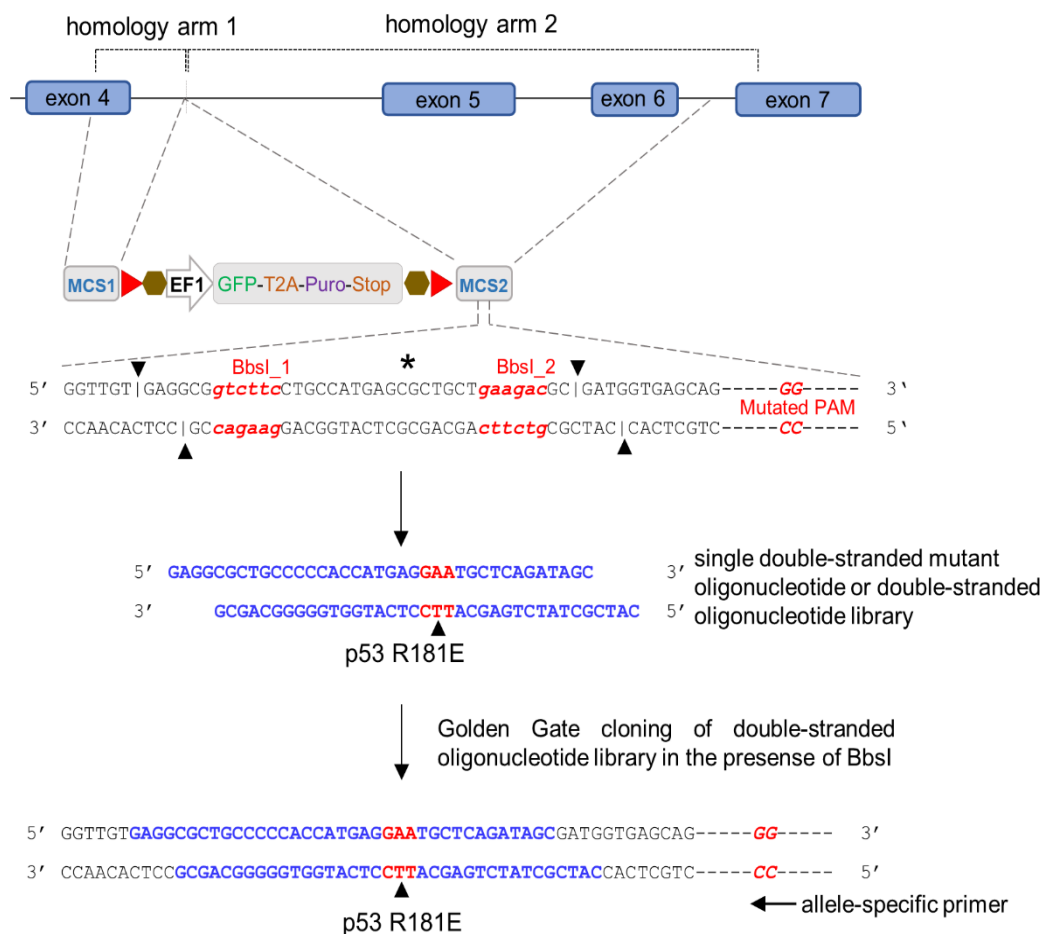 homology arm 1 homology arm 2
exon 4 exon 5 exon 6 exon 7
MCS1 EF1 GFP-T2A-Puro-Stop MCS2
BbsI_1 * BbsI_2
5’ GGTTGT|GAGGCGgtcttcCTGCCATGAGCGCTGCTgaagacGC|GATGGTGAGCAG------GG------ 3‘
Mutated PAM
3’ CCAACACTCC|GCcagaagGACGGTACTCGCGACGActtctgCGCTAC|CACTCGTC------CC------ 5‘
5’ GAGGCGCTGCCCCCACCATGAGGAATGCTCAGATAGC 3’
3’ GCGACGGGGGTGGTACTCCTTACGAGTCTATCGCTAC 5’
single double-stranded mutant
oligonucleotide or double-stranded
oligonucleotide library
p53 R181E
Golden Gate cloning of double-stranded
oligonucleotide library in the presense of BbsI
5’ GGTTGTGAGGCGCTGCCCCCACCATGAGGAATGCTCAGATAGCGATGGTGAGCAG-----GG----- 3’
3’ CCAACACTCCGCGACGGGGGTGGTACTCCTTACGAGTCTATCGCTACCACTCGTC-----CC----- 5’
allele-specific primer
p53 R181E